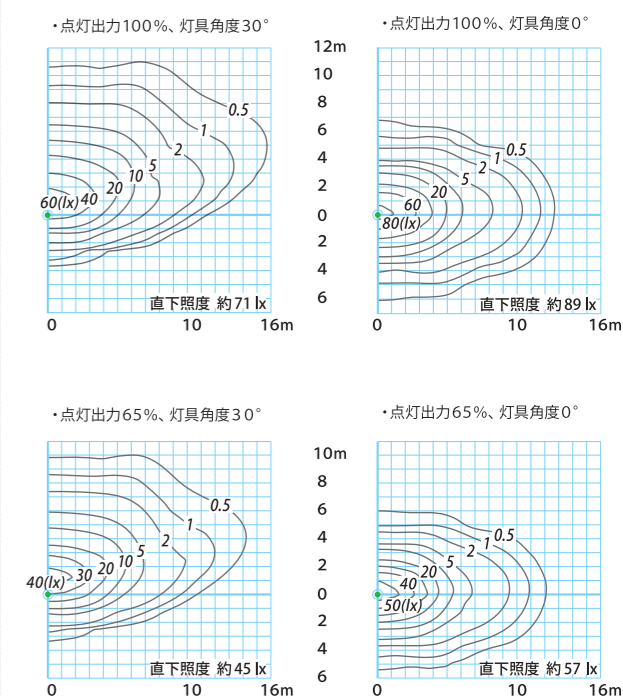 ・点灯出力100%、灯具角度30°
・点灯出力100%、灯具角度0°
12m
10
8
6
4
2
0
2
4
6
0.5
1
2
5
10
20
40
60(lx)
直下照度 約71 lx
0
10
16m
0.5
1
2
5
20
60
80(lx)
直下照度 約89 lx
0
10
16m
・点灯出力65%、灯具角度30°
・点灯出力65%、灯具角度0°
10m
8
6
4
2
0
2
4
6
0.5
1
2
5
10
20
30
40(lx)
直下照度 約45 lx
0
10
16m
0.5
1
2
5
20
40
50(lx)
直下照度 約57 lx
0
10
16m